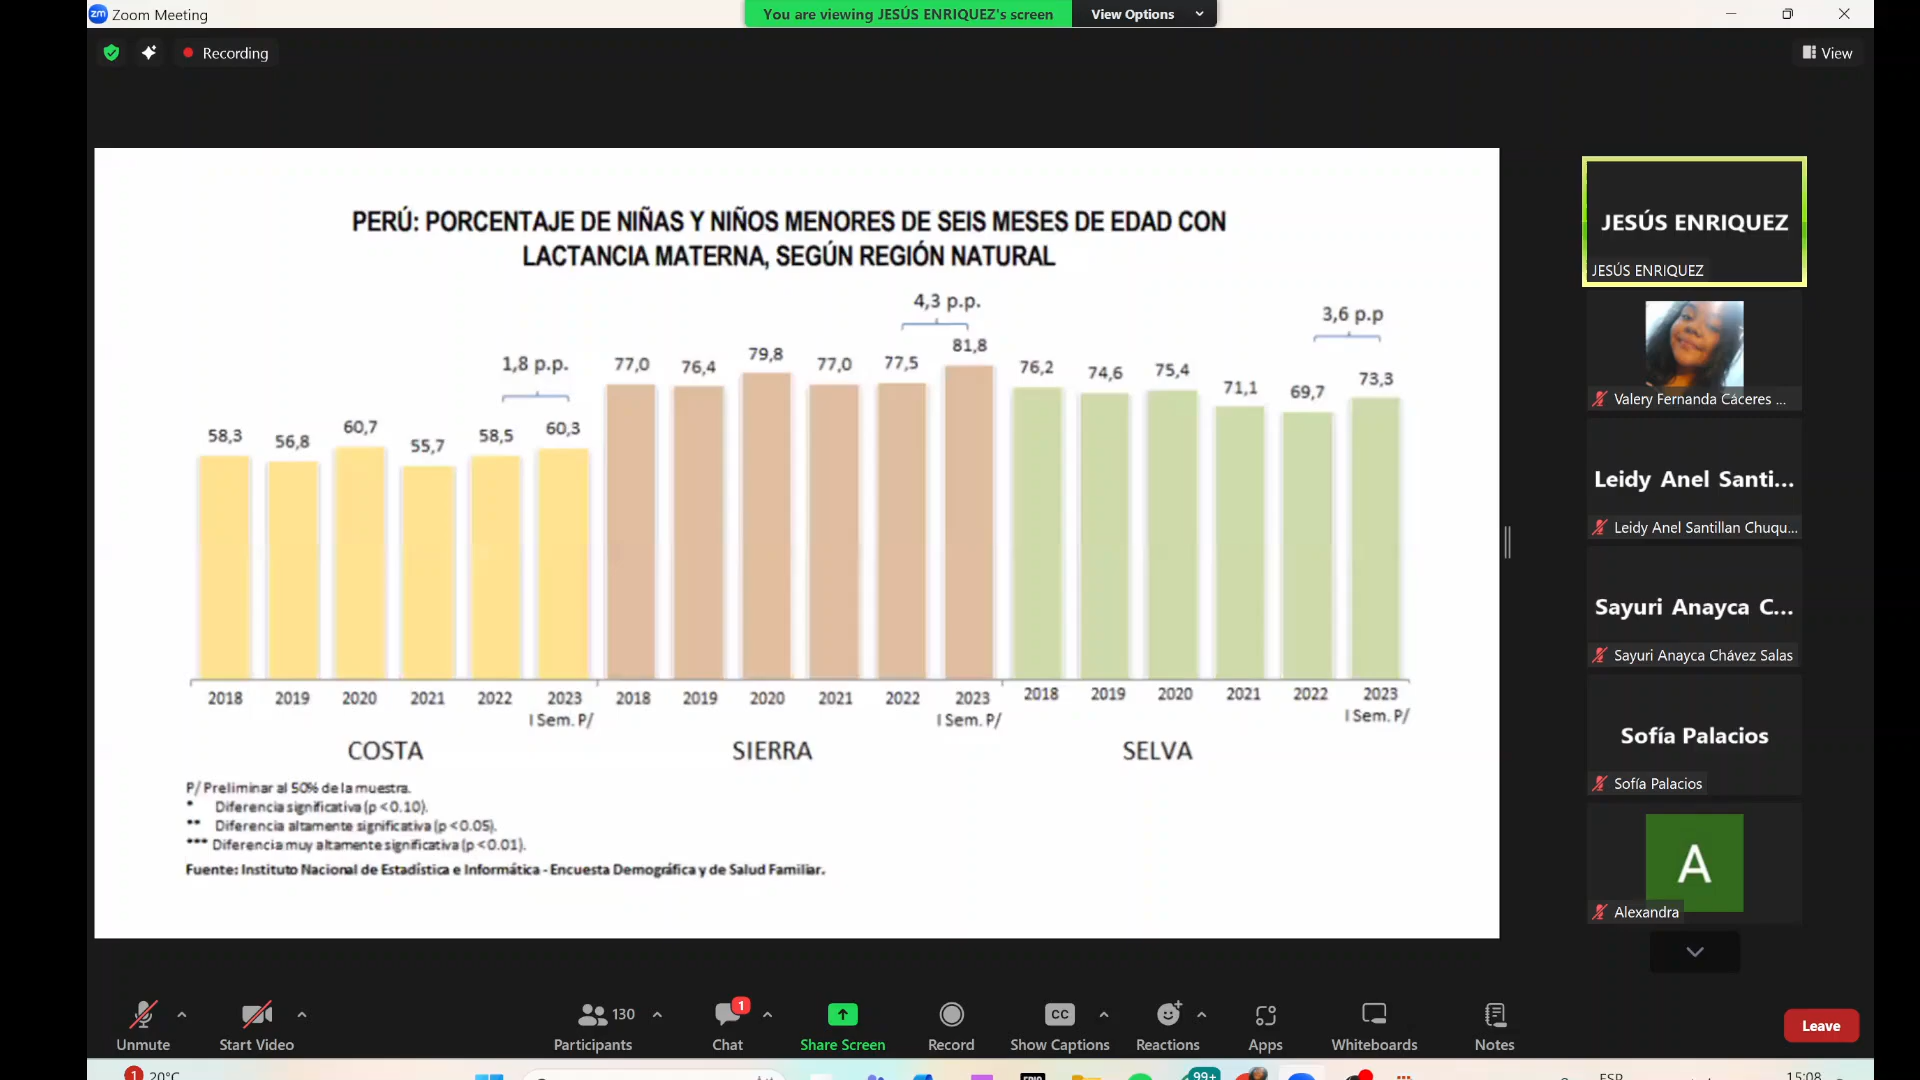 Zoom Meeting
You are viewing JESÚS ENRIQUEZ's screen
View Options
Recording
View
PERÚ: PORCENTAJE DE NIÑAS Y NIÑOS MENORES DE SEIS MESES DE EDAD CON
LACTANCIA MATERNA, SEGÚN REGIÓN NATURAL
1,8 p.p. 4,3 p.p. 3,6 p.p
58,3 56,8 60,7 55,7 58,5 60,3 77,0 76,4 79,8 77,0 77,5 81,8 76,2 74,6 75,4 71,1 69,7 73,3
2018 2019 2020 2021 2022 2023 2018 2019 2020 2021 2022 2023 2018 2019 2020 2021 2022 2023
I Sem. P/ I Sem. P/ I Sem. P/
COSTA SIERRA SELVA
P/ Preliminar al 50% de la muestra.
* Diferencia significativa (p <0.10).
** Diferencia altamente significativa (p <0.05).
*** Diferencia muy altamente significativa (p <0.01).
Fuente: Instituto Nacional de Estadística e Informática - Encuesta Demográfica y de Salud Familiar.
JESÚS ENRIQUEZ
JESÚS ENRIQUEZ
Valery Fernanda Cáceres ...
Leidy Anel Santi...
Leidy Anel Santillan Chuqu...
Sayuri Anayca C...
Sayuri Anayca Chávez Salas
Sofía Palacios
Sofía Palacios
A
Alexandra
130
1
CC
Unmute
Start Video
Participants
Chat
Share Screen
Record
Show Captions
Reactions
Apps
Whiteboards
Notes
Leave
1 20°C
99+
ESP
15:08